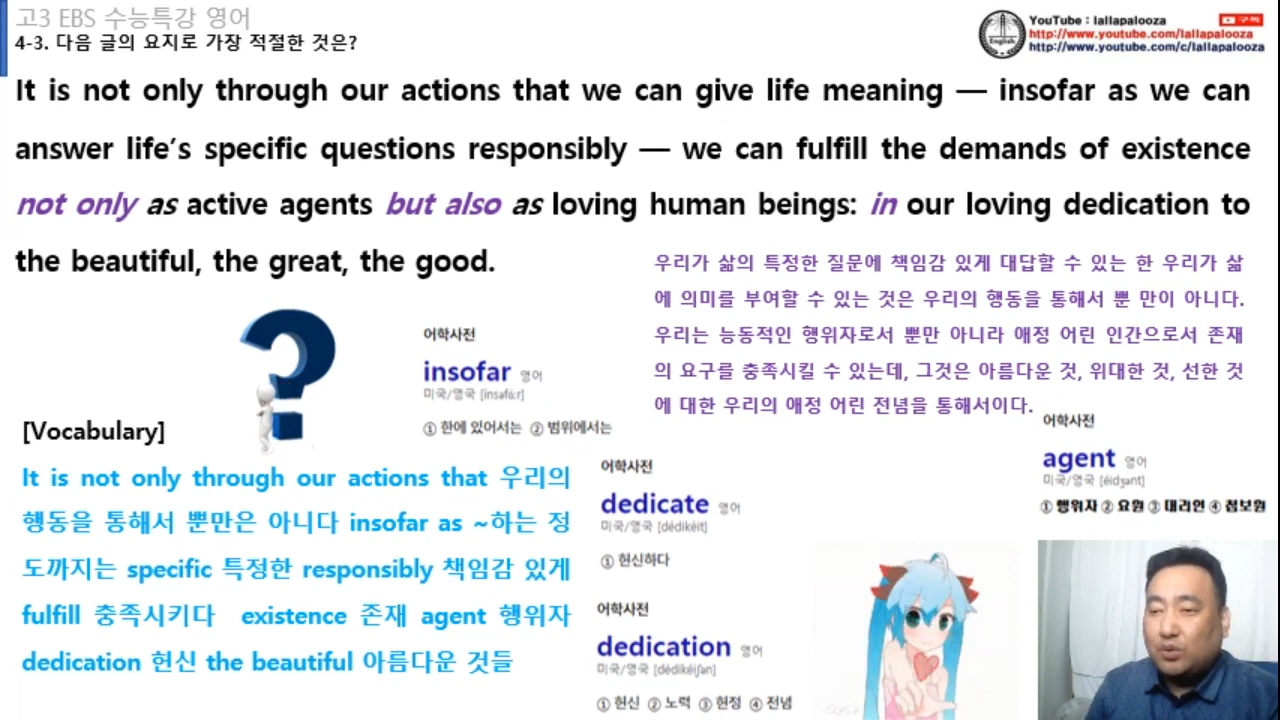 고3 EBS 수능특강 영어
4-3. 다음 글의 요지로 가장 적절한 것은?
YouTube : lallapalooza
구독
http://www.youtube.com/lallapalooza
http://www.youtube.com/c/lallapalooza
English
It is not only through our actions that we can give life meaning — insofar as we can
answer life's specific questions responsibly — we can fulfill the demands of existence
not only as active agents but also as loving human beings: in our loving dedication to
the beautiful, the great, the good.
우리가 삶의 특정한 질문에 책임감 있게 대답할 수 있는 한 우리가 삶
에 의미를 부여할 수 있는 것은 우리의 행동을 통해서 뿐 만이 아니다.
우리는 능동적인 행위자로서 뿐만 아니라 애정 어린 인간으로서 존재
의 요구를 충족시킬 수 있는데, 그것은 아름다운 것, 위대한 것, 선한 것
에 대한 우리의 애정 어린 전념을 통해서이다.
어학사전
insofar 영어
미국/영국 [insəfɑ́:r]
① 한에 있어서는 ② 범위에서는
[Vocabulary]
It is not only through our actions that 우리의
행동을 통해서 뿐만은 아니다 insofar as ~하는 정
도까지는 specific 특정한 responsibly 책임감 있게
fulfill 충족시키다 existence 존재 agent 행위자
dedication 헌신 the beautiful 아름다운 것들
어학사전
dedicate 영어
미국/영국 [dédikèit]
① 헌신하다
어학사전
dedication 영어
미국/영국 [dèdikéiʃən]
① 헌신 ② 노력 ③ 헌정 ④ 전념
어학사전
agent 영어
미국/영국 [éidʒənt]
① 행위자 ② 요원 ③ 대리인 ④ 첩보원